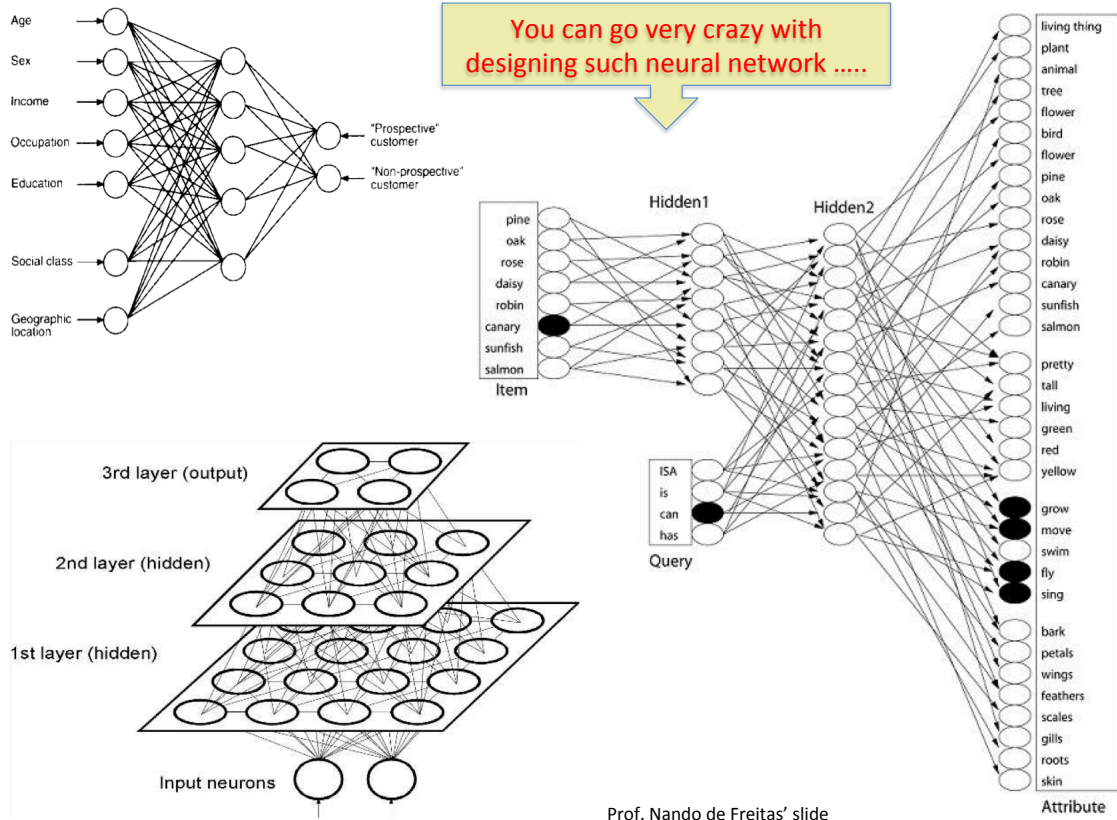 You can go very crazy with
designing such neural network .....
Age
Sex
Income
Occupation
Education
Social class
Geographic
location
"Prospective"
customer
"Non-prospective"
customer
Hidden1
Hidden2
pine
oak
rose
daisy
robin
canary
sunfish
salmon
Item
ISA
is
can
has
Query
living thing
plant
animal
tree
flower
bird
flower
pine
oak
rose
daisy
robin
canary
sunfish
salmon
pretty
tall
living
green
red
yellow
grow
move
swim
fly
sing
bark
petals
wings
feathers
scales
gills
roots
skin
Attribute
3rd layer (output)
2nd layer (hidden)
1st layer (hidden)
Input neurons
Prof. Nando de Freitas' slide